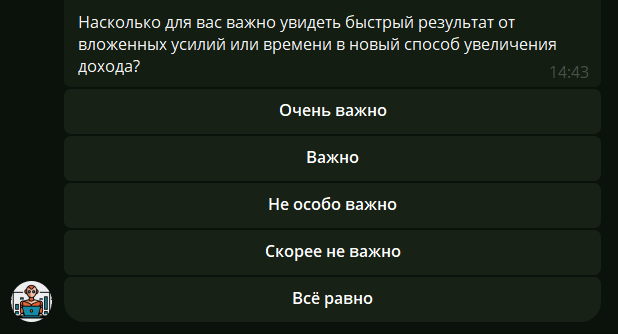 Насколько для вас важно увидеть быстрый результат от
вложенных усилий или времени в новый способ увеличения
дохода?
14:43
Очень важно
Важно
Не особо важно
Скорее не важно
Всё равно